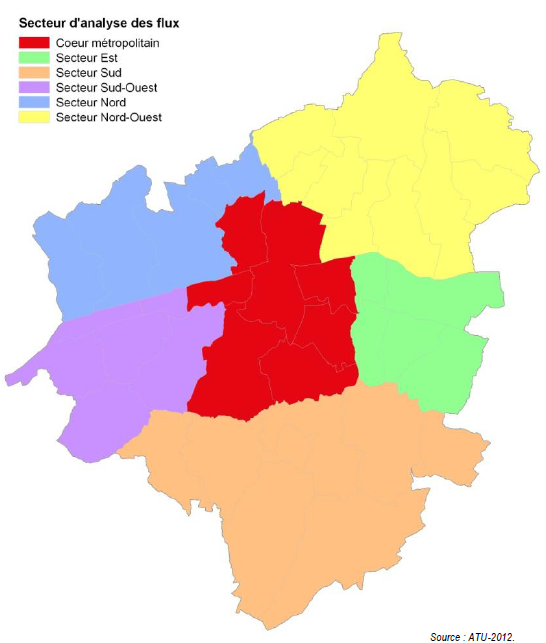 Secteur d'analyse des flux
Coeur métropolitain
Secteur Est
Secteur Sud
Secteur Sud-Ouest
Secteur Nord
Secteur Nord-Ouest
Source : ATU-2012.